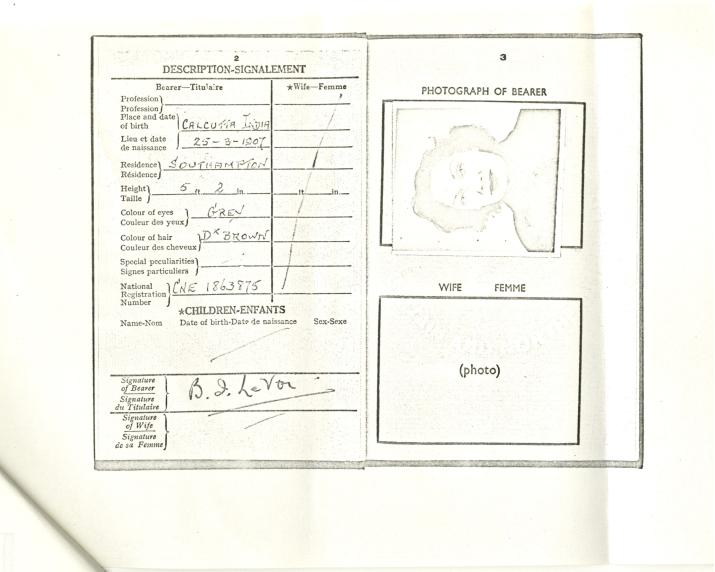 2
DESCRIPTION-SIGNALEMENT
Bearer—Titulaire ★Wife—Femme
Profession
Profession
Place and date of birth CALCUTTA INDIA
Lieu et date de naissance 25-3-1907
Residence SOUTHAMPTON
Résidence
Height 5 ft 2 in ft in
Taille
Colour of eyes GREY
Couleur des yeux
Colour of hair DK BROWN
Couleur des cheveux
Special peculiarities
Signes particuliers
National Registration Number CNE 1863875
★CHILDREN-ENFANTS
Name-Nom Date of birth-Date de naissance Sex-Sexe
Signature of Bearer
Signature du Titulaire
B. I. LeVoi
Signature of Wife
Signature de sa Femme
3
PHOTOGRAPH OF BEARER
WIFE FEMME
(photo)